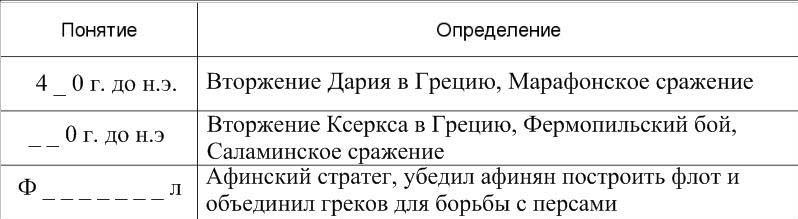 Понятие Определение
4 _ 0 г. до н.э. Вторжение Дария в Грецию, Марафонское сражение
_ _ 0 г. до н.э Вторжение Ксеркса в Грецию, Фермопильский бой,
Саламинское сражение
Ф _ _ _ _ _ _ _ л Афинский стратег, убедил афинян построить флот и
объединил греков для борьбы с персами